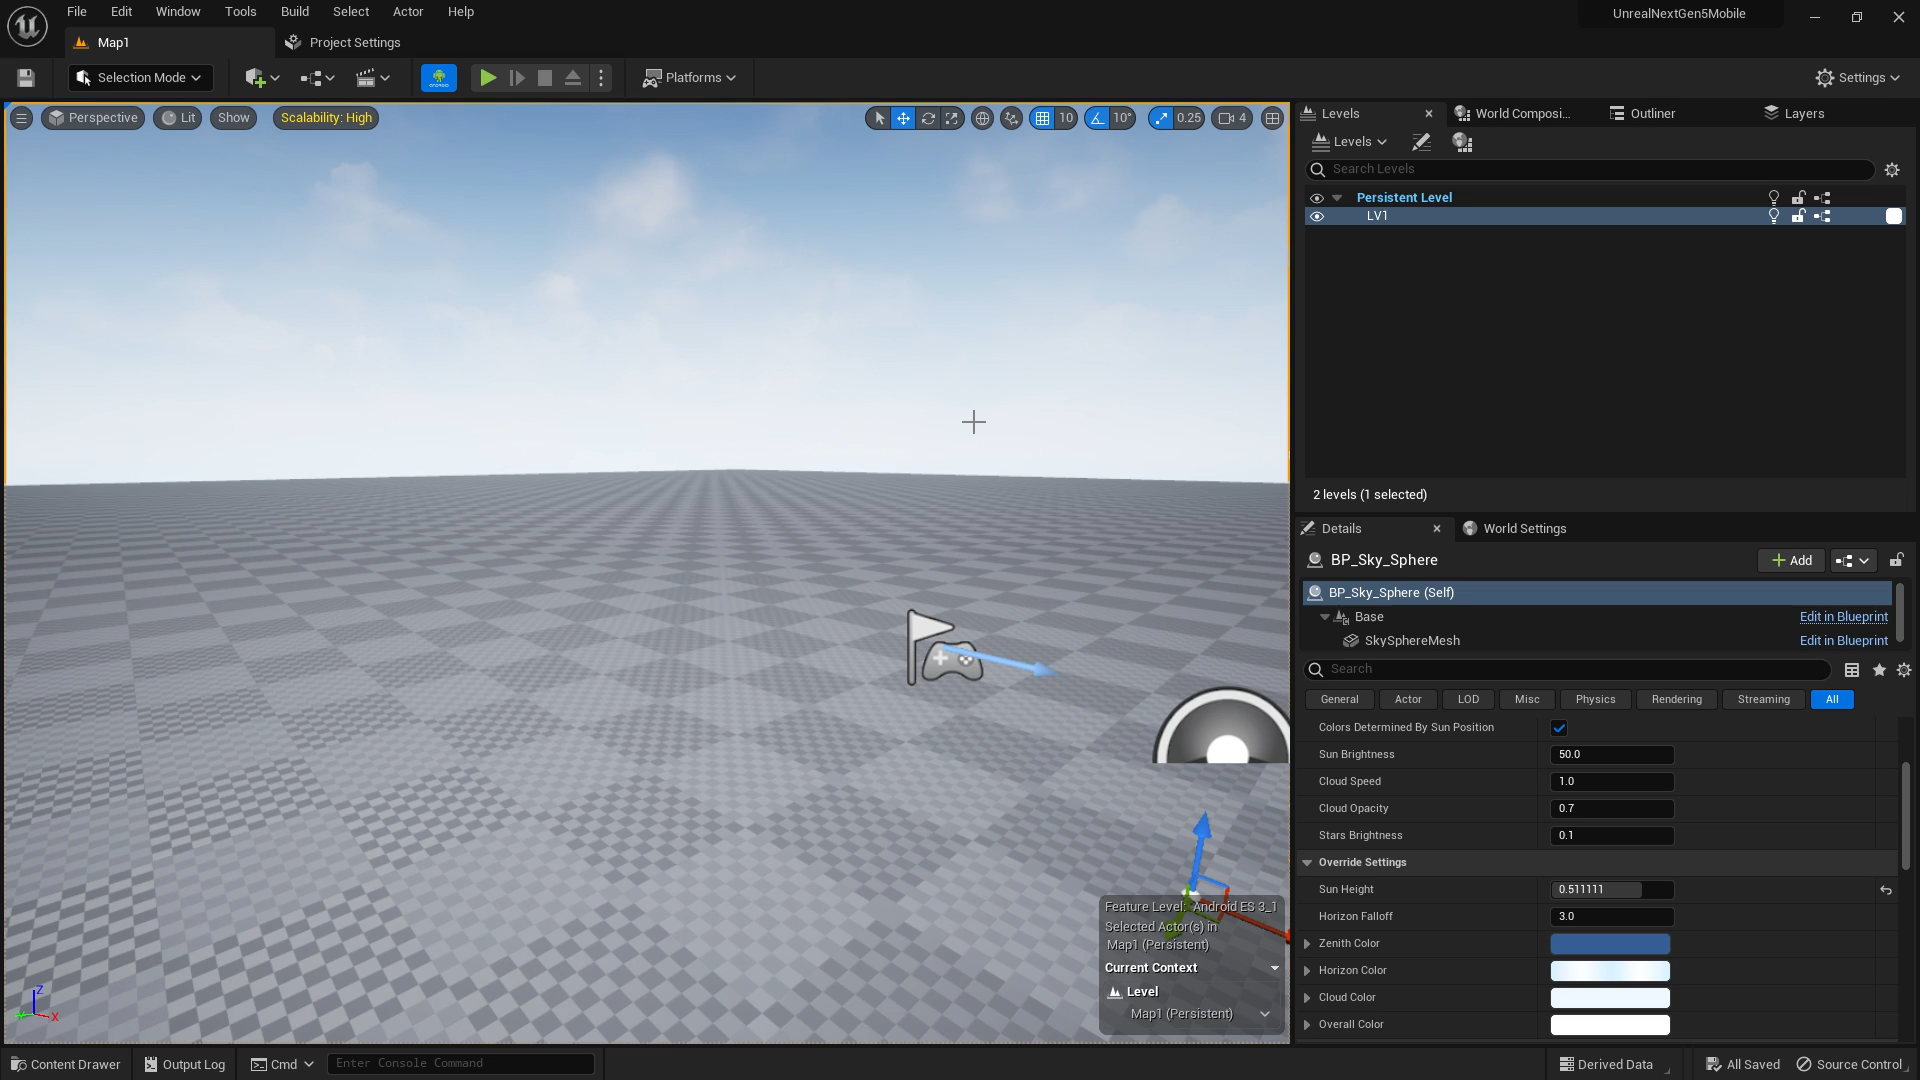 File Edit Window Tools Build Select Actor Help
UnrealNextGen5Mobile
Map1
Project Settings
Selection Mode
Platforms
Settings
Perspective
Lit
Show
Scalability: High
10
10°
0.25
4
Levels
World Composi...
Outliner
Layers
Levels
Search Levels
Persistent Level
LV1
2 levels (1 selected)
Details
World Settings
BP_Sky_Sphere
Add
BP_Sky_Sphere (Self)
Base
Edit in Blueprint
SkySphereMesh
Edit in Blueprint
Search
General
Actor
LOD
Misc
Physics
Rendering
Streaming
All
Colors Determined By Sun Position
Sun Brightness 50.0
Cloud Speed 1.0
Cloud Opacity 0.7
Stars Brightness 0.1
Override Settings
Sun Height 0.511111
Horizon Falloff 3.0
Zenith Color
Horizon Color
Cloud Color
Overall Color
Feature Level: Android ES 3_1
Selected Actor(s) in
Map1 (Persistent)
Current Context
Level
Map1 (Persistent)
Z
X
Content Drawer
Output Log
Cmd
Enter Console Command
Derived Data
All Saved
Source Control